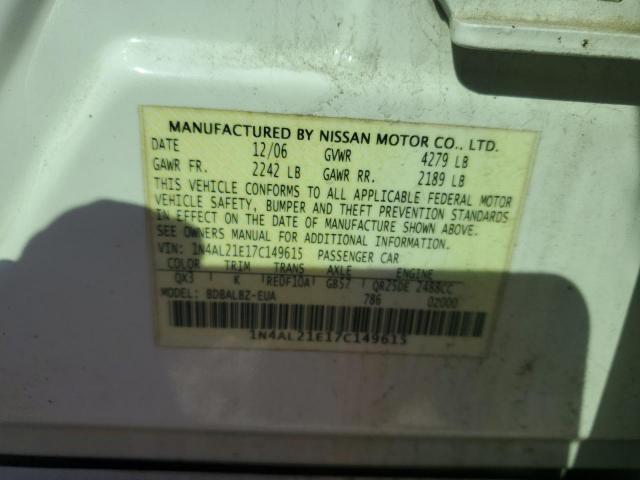 MANUFACTURED BY NISSAN MOTOR CO., LTD.
DATE 12/06 GVWR 4279 LB
GAWR FR. 2242 LB GAWR RR. 2189 LB
THIS VEHICLE CONFORMS TO ALL APPLICABLE FEDERAL MOTOR
VEHICLE SAFETY, BUMPER AND THEFT PREVENTION STANDARDS
IN EFFECT ON THE DATE OF MANUFACTURE SHOWN ABOVE.
SEE OWNERS MANUAL FOR ADDITIONAL INFORMATION.
VIN: 1N4AL21E17C149615 PASSENGER CAR
COLOR TRIM TRANS AXLE ENGINE
QX3 K RE0F10A GB57 QR25DE 2488CC
MODEL: BDBALBZ-EUA 786 02000
1N4AL21E17C149615